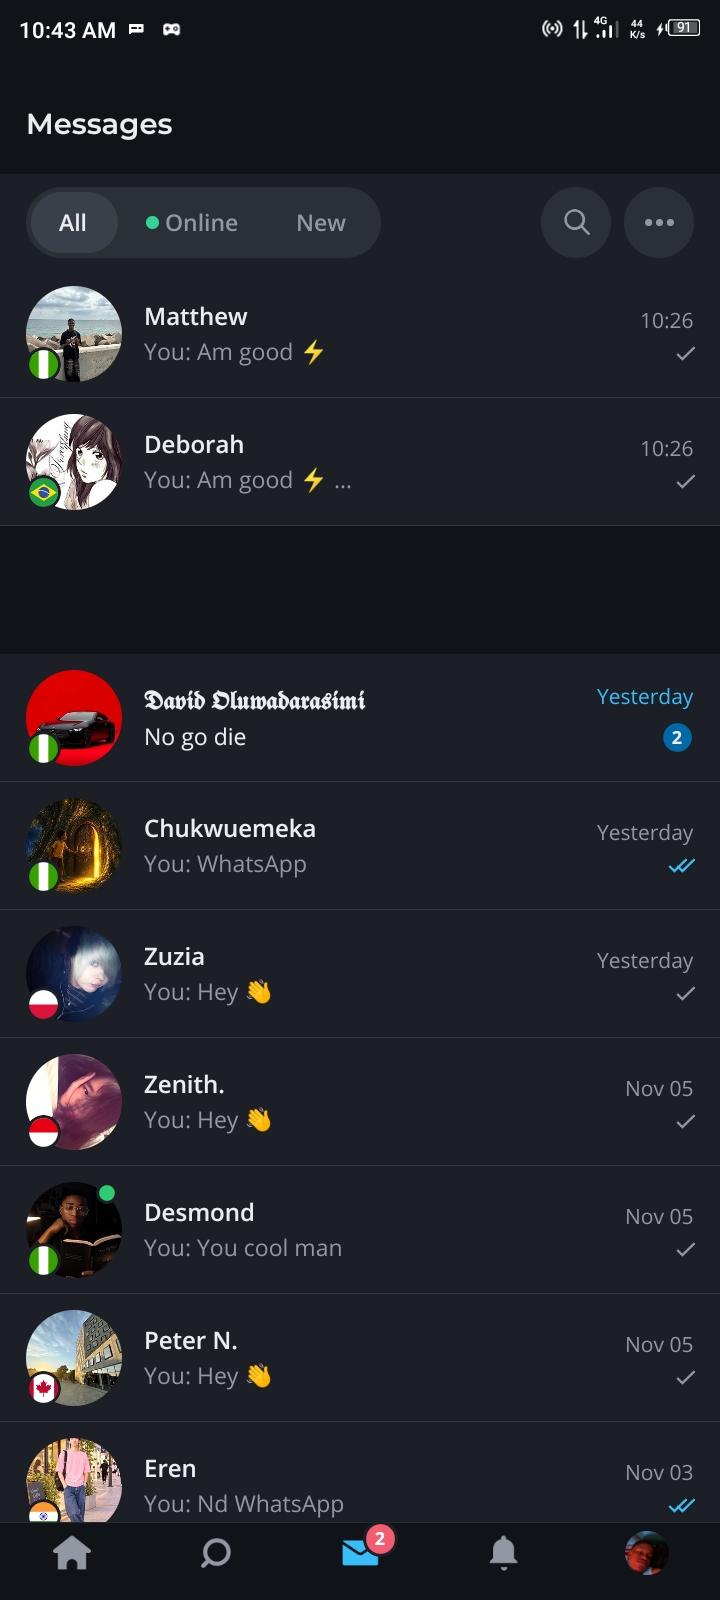 10:43 AM
4G
44
K/s
91
Messages
All
Online
New
Matthew
10:26
You: Am good ⚡
Deborah
10:26
You: Am good ⚡ ...
𝕯𝖆𝖛𝖎𝖉 𝕺𝖑𝖚𝖜𝖆𝖉𝖆𝖗𝖆𝖘𝖎𝖒𝖎
Yesterday
No go die
2
Chukwuemeka
Yesterday
You: WhatsApp
Zuzia
Yesterday
You: Hey 👋
Zenith.
Nov 05
You: Hey 👋
Desmond
Nov 05
You: You cool man
Peter N.
Nov 05
You: Hey 👋
Eren
Nov 03
You: Nd WhatsApp
2